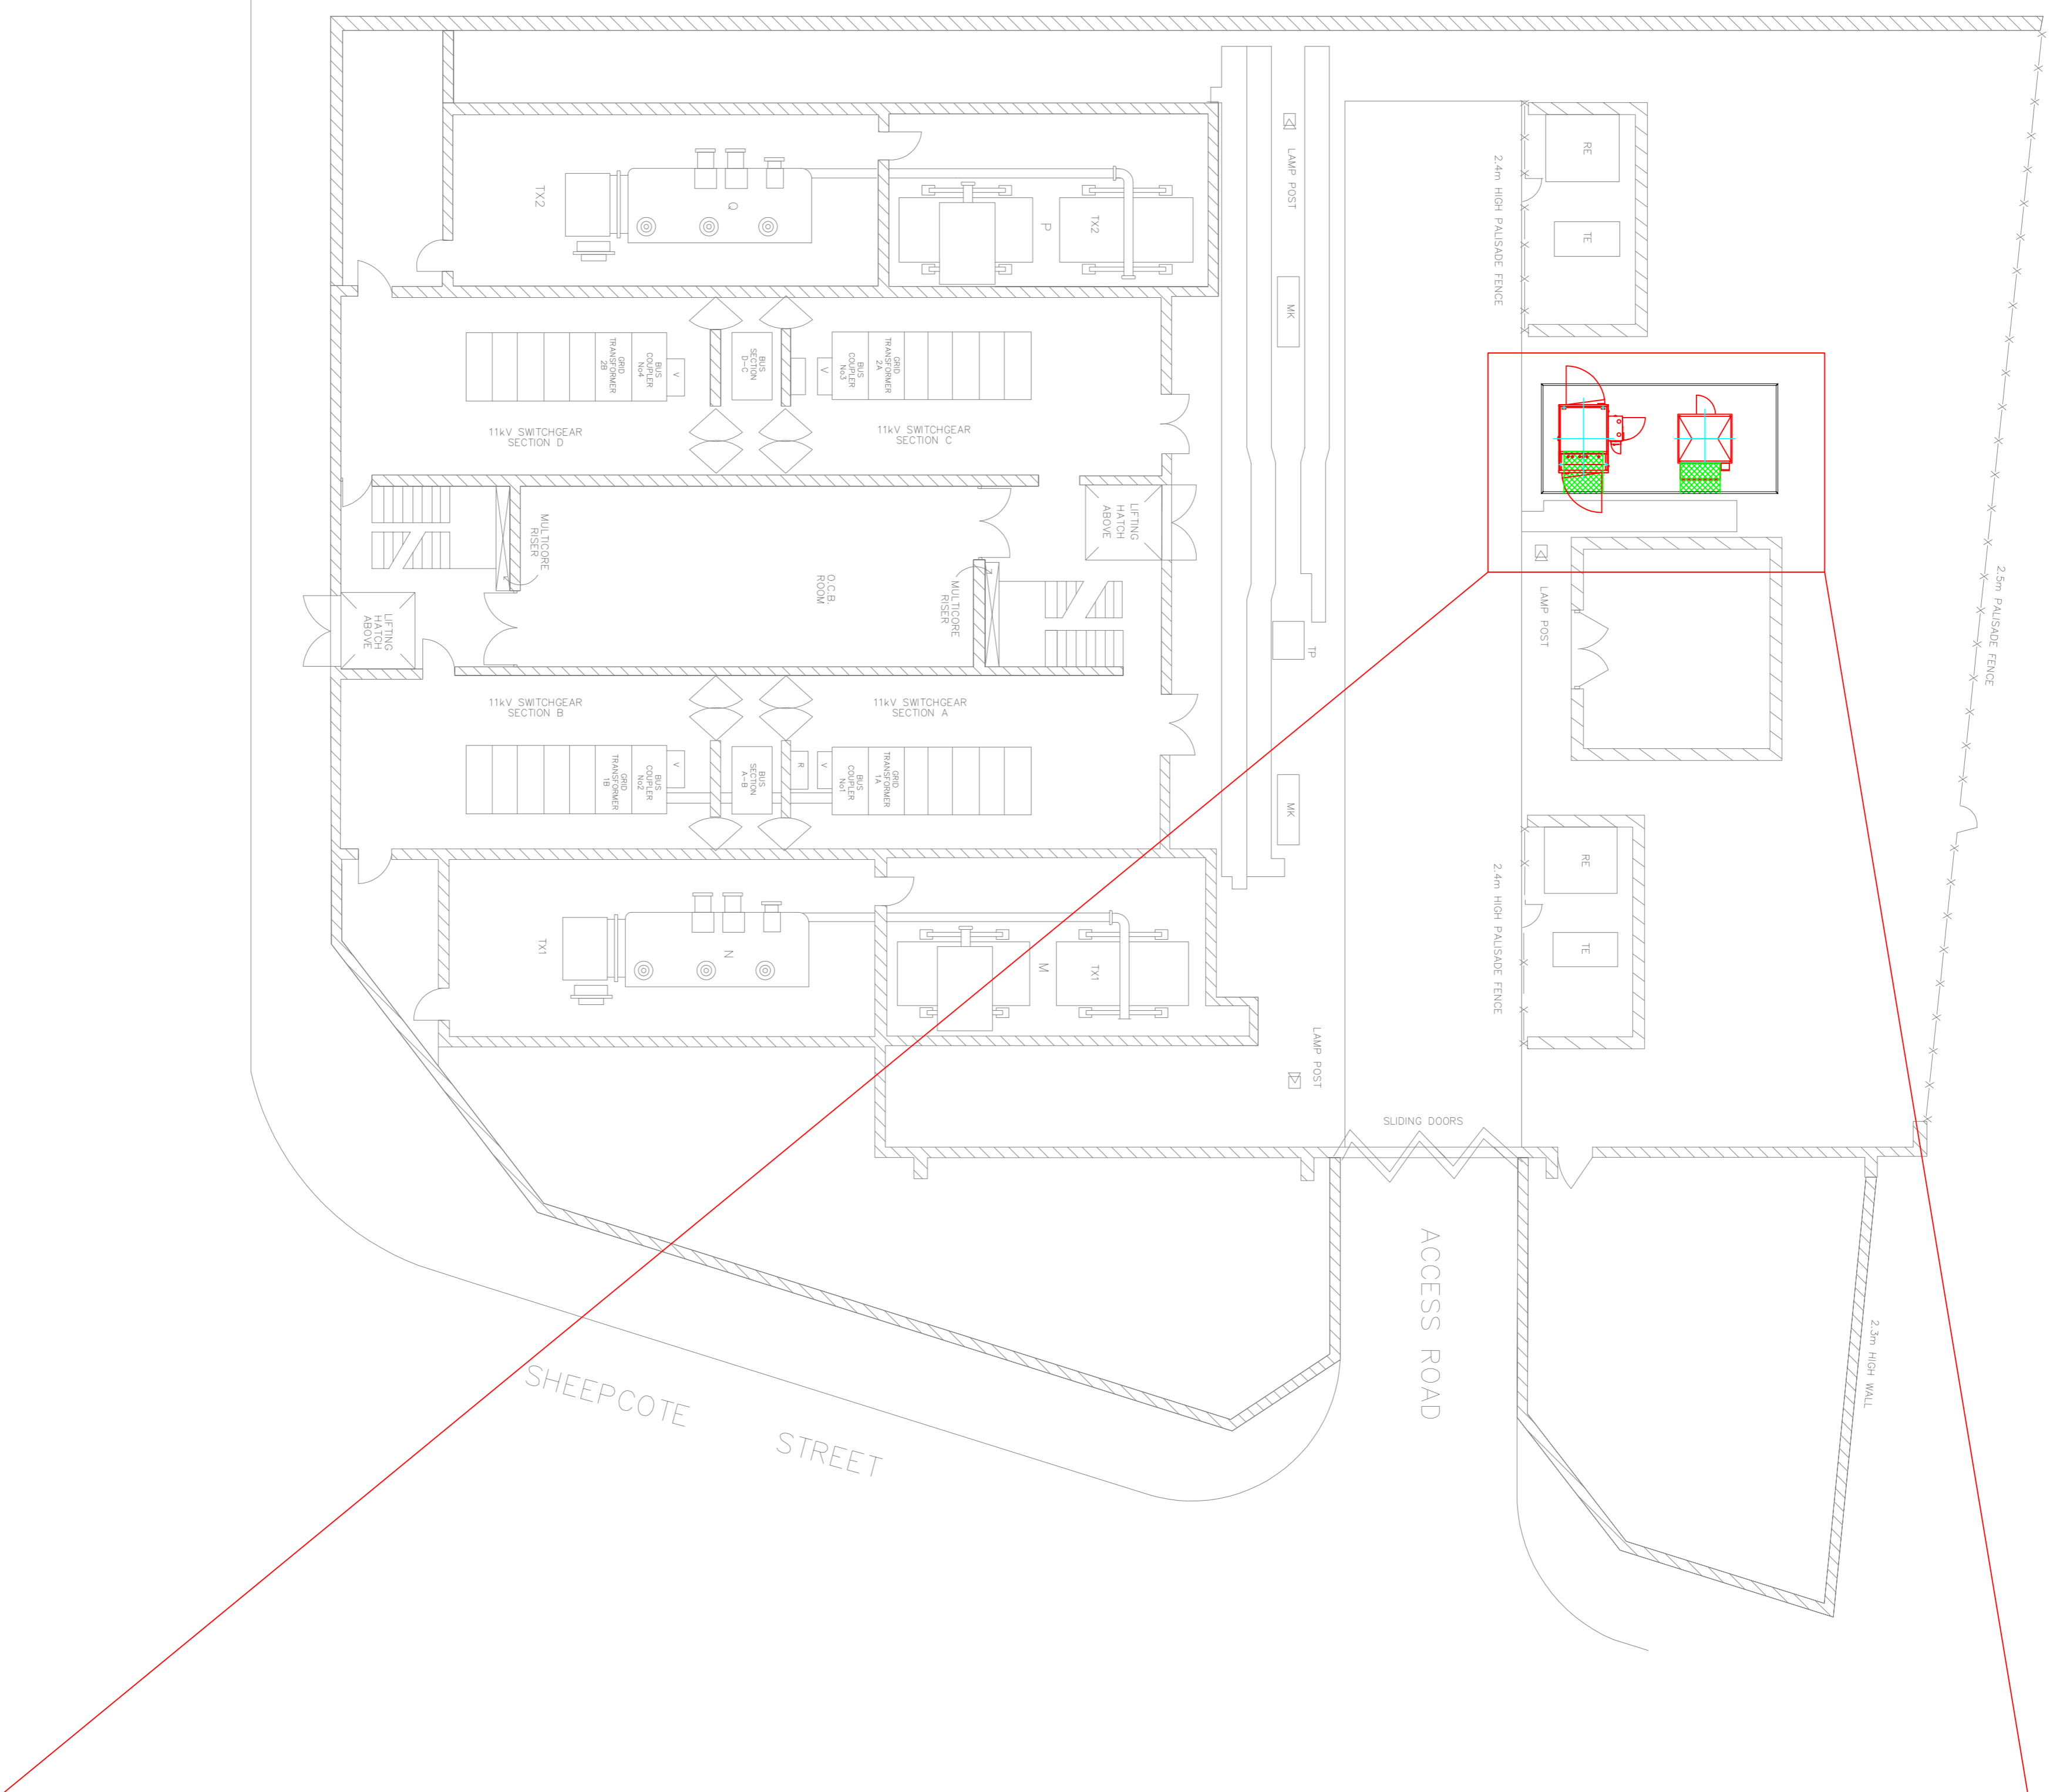 RE
2.4m HIGH PALISADE FENCE
TE
LAMP POST
TX2
Q
P
TX2
MK
GRID
TRANSFORMER
2B
BUS
COUPLER
No4
V
BUS
SECTION
D-C
V
BUS
COUPLER
No3
GRID
TRANSFORMER
2A
11kV SWITCHGEAR
SECTION D
11kV SWITCHGEAR
SECTION C
MULTICORE
RISER
LIFTING
HATCH
ABOVE
O.C.B.
ROOM
MULTICORE
RISER
LIFTING
HATCH
ABOVE
TP
LAMP POST
2.5m PALISADE FENCE
11kV SWITCHGEAR
SECTION B
11kV SWITCHGEAR
SECTION A
GRID
TRANSFORMER
1B
BUS
COUPLER
No2
V
BUS
SECTION
A-B
R
V
BUS
COUPLER
No1
GRID
TRANSFORMER
1A
MK
RE
2.4m HIGH PALISADE FENCE
TE
TX1
N
M
TX1
LAMP POST
SLIDING DOORS
ACCESS ROAD
2.3m HIGH WALL
SHEEPCOTE STREET